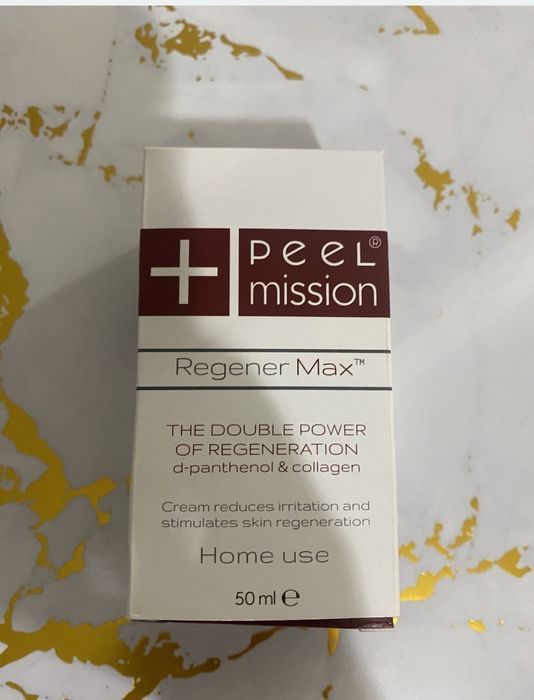 Peel®
mission
Regener Max™
THE DOUBLE POWER
OF REGENERATION
d-panthenol & collagen
Cream reduces irritation and
stimulates skin regeneration
Home use
50 ml ℮